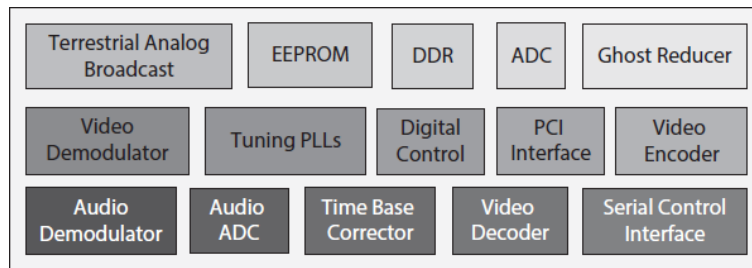 Terrestrial Analog
Broadcast
EEPROM
DDR
ADC
Ghost Reducer
Video
Demodulator
Tuning PLLs
Digital
Control
PCI
Interface
Video
Encoder
Audio
Demodulator
Audio
ADC
Time Base
Corrector
Video
Decoder
Serial Control
Interface